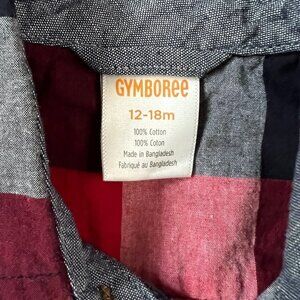 GYMBOREE
12-18m
100% Cotton
100% Coton
Made in Bangladesh
Fabriqué au Bangladesh